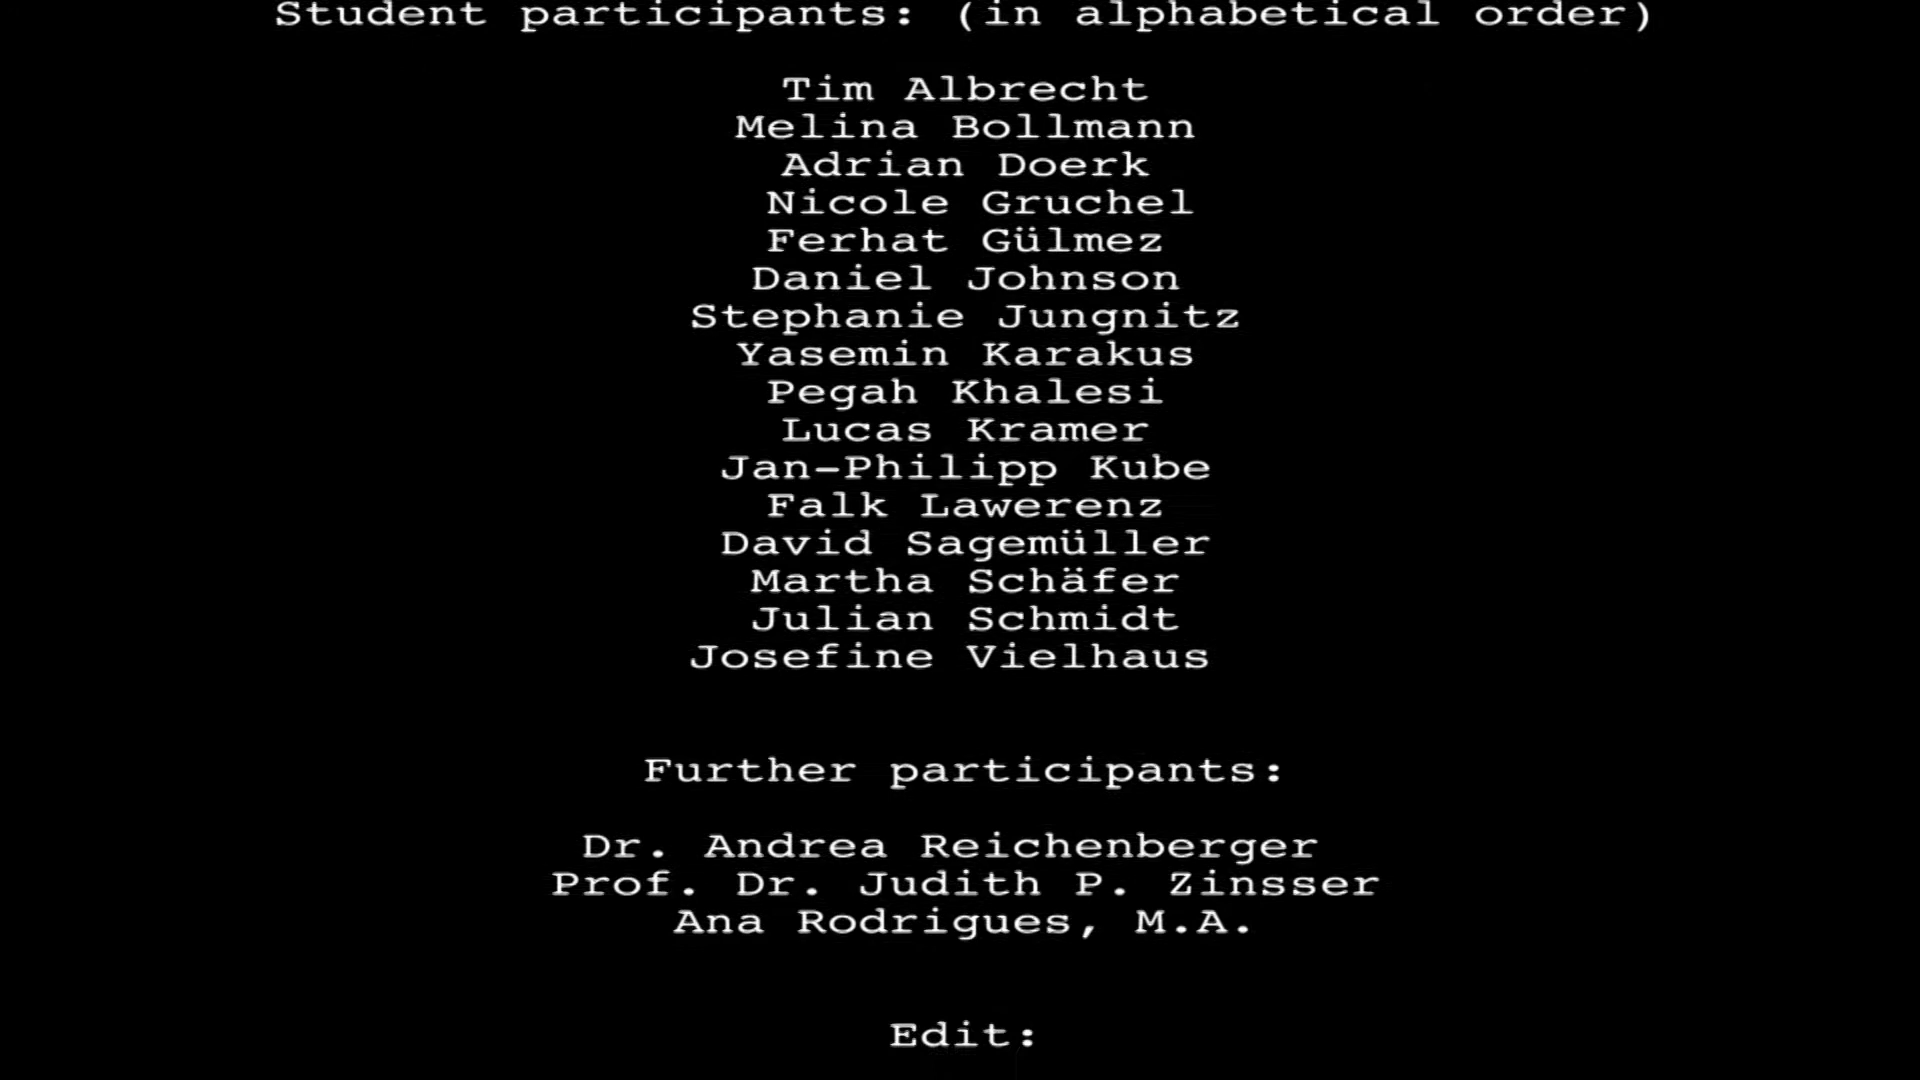 Student participants: (in alphabetical order)
Tim Albrecht
Melina Bollmann
Adrian Doerk
Nicole Gruchel
Ferhat Gülmez
Daniel Johnson
Stephanie Jungnitz
Yasemin Karakus
Pegah Khalesi
Lucas Kramer
Jan-Philipp Kube
Falk Lawerenz
David Sagemüller
Martha Schäfer
Julian Schmidt
Josefine Vielhaus
Further participants:
Dr. Andrea Reichenberger
Prof. Dr. Judith P. Zinsser
Ana Rodrigues, M.A.
Edit: